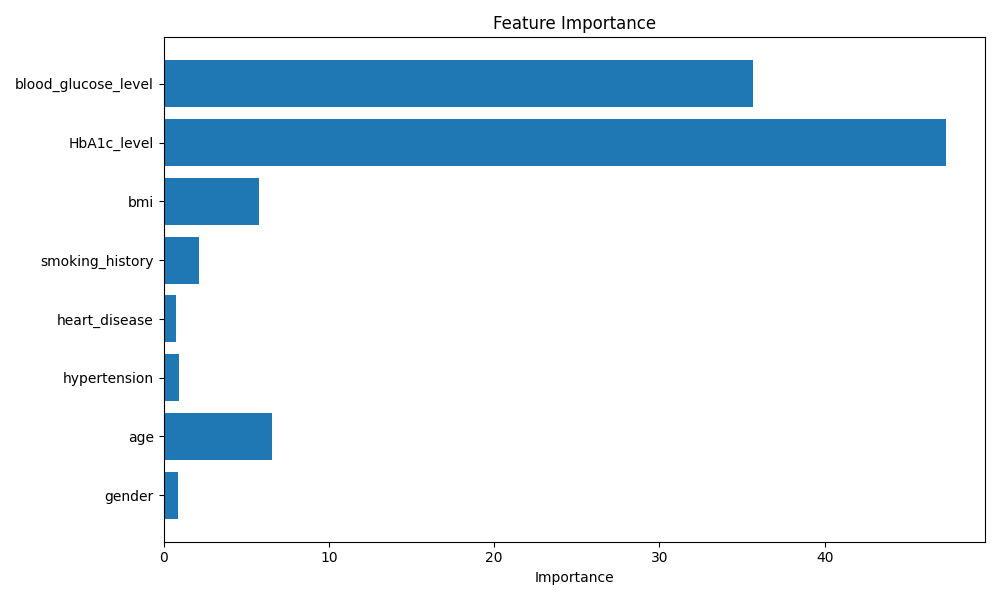 Feature Importance
blood_glucose_level
HbA1c_level
bmi
smoking_history
heart_disease
hypertension
age
gender
0 10 20 30 40
Importance